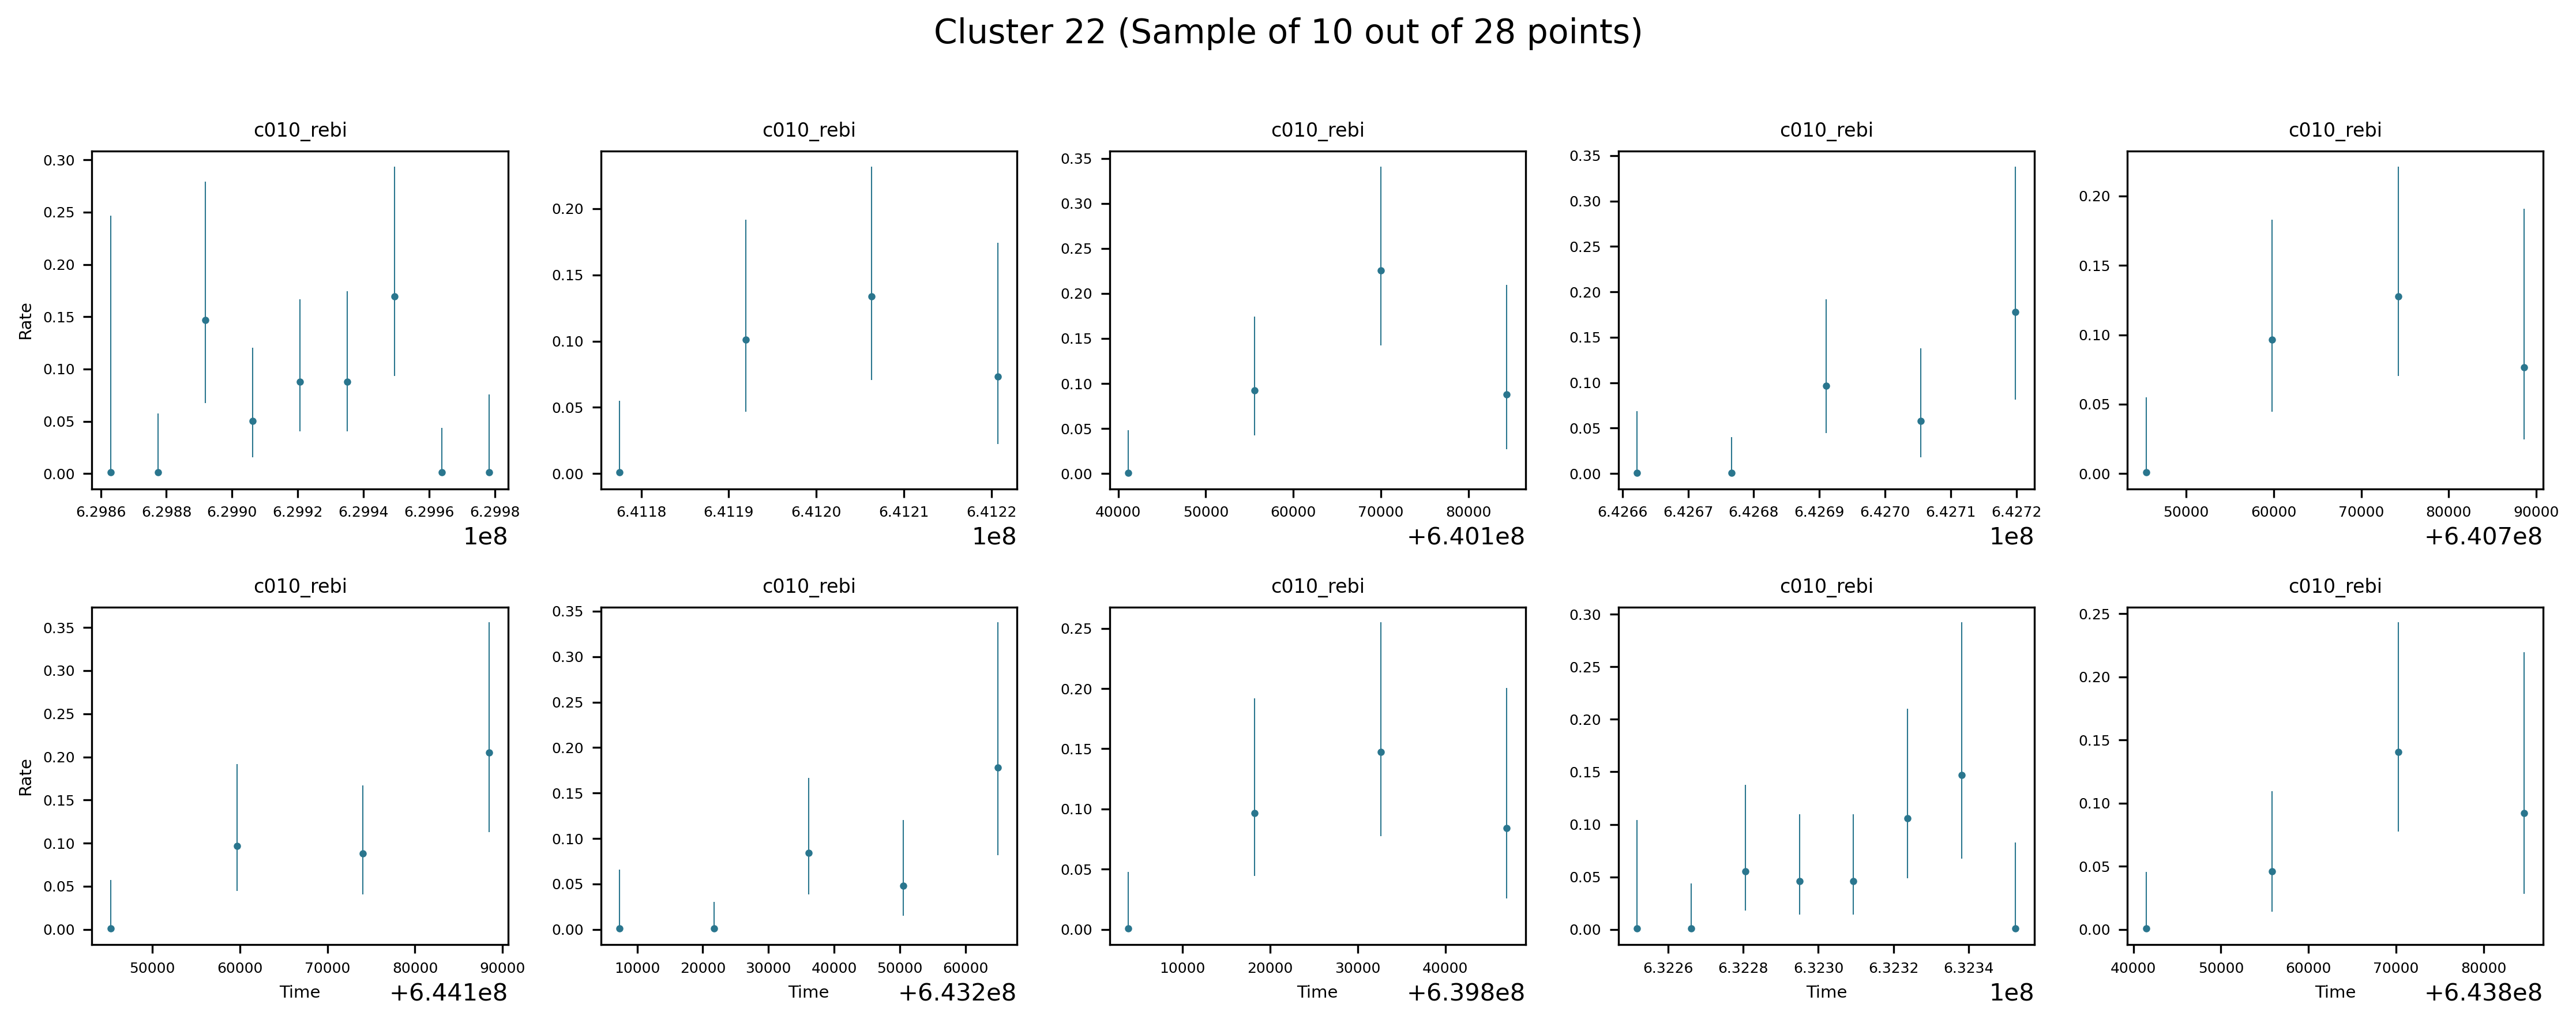 Cluster 22 (Sample of 10 out of 28 points)
c010_rebi c010_rebi c010_rebi c010_rebi c010_rebi
Rate
0.30 0.25 0.20 0.15 0.10 0.05 0.00
6.2986 6.2988 6.2990 6.2992 6.2994 6.2996 6.2998
1e8
0.20 0.15 0.10 0.05 0.00
6.4118 6.4119 6.4120 6.4121 6.4122
1e8
0.35 0.30 0.25 0.20 0.15 0.10 0.05 0.00
40000 50000 60000 70000 80000
+6.401e8
0.35 0.30 0.25 0.20 0.15 0.10 0.05 0.00
6.4266 6.4267 6.4268 6.4269 6.4270 6.4271 6.4272
1e8
0.20 0.15 0.10 0.05 0.00
50000 60000 70000 80000 90000
+6.407e8
c010_rebi c010_rebi c010_rebi c010_rebi c010_rebi
Rate
0.35 0.30 0.25 0.20 0.15 0.10 0.05 0.00
50000 60000 70000 80000 90000
Time +6.441e8
0.35 0.30 0.25 0.20 0.15 0.10 0.05 0.00
10000 20000 30000 40000 50000 60000
Time +6.432e8
0.25 0.20 0.15 0.10 0.05 0.00
10000 20000 30000 40000
Time +6.398e8
0.30 0.25 0.20 0.15 0.10 0.05 0.00
6.3226 6.3228 6.3230 6.3232 6.3234
Time 1e8
0.25 0.20 0.15 0.10 0.05 0.00
40000 50000 60000 70000 80000
Time +6.438e8